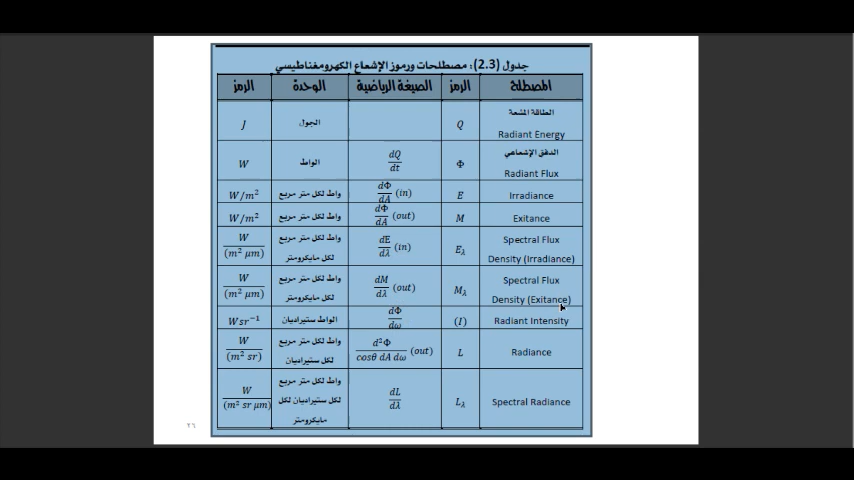 جدول (2.3): مصطلحات ورموز الإشعاع الكهرومغناطيسي
المصطلح الرمز الصيغة الرياضية الوحدة الرمز
الطاقة المشعة
Radiant Energy Q الجول J
الدفق الإشعاعي
Radiant Flux Φ dQ/dt الواط W
Irradiance E dΦ/dA (in) واط لكل متر مربع W/m²
Exitance M dΦ/dA (out) واط لكل متر مربع W/m²
Spectral Flux
Density (Irradiance) E_λ dE/dλ (in) واط لكل متر مربع
لكل مايكرومتر W/(m² μm)
Spectral Flux
Density (Exitance) M_λ dM/dλ (out) واط لكل متر مربع
لكل مايكرومتر W/(m² μm)
Radiant Intensity (I) dΦ/dω الواط ستيراديان Wsr⁻¹
Radiance L d²Φ/(cosθ dA dω) (out) واط لكل متر مربع
لكل ستيراديان W/(m² sr)
Spectral Radiance L_λ dL/dλ واط لكل متر مربع
لكل ستيراديان لكل
مايكرومتر W/(m² sr μm)
٢٦